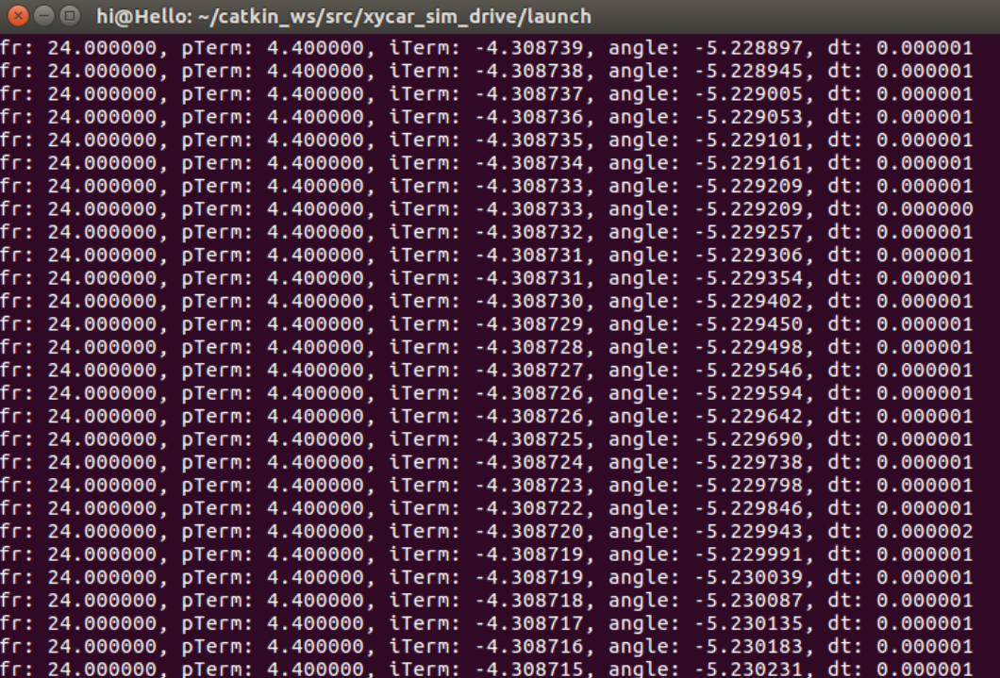 hi@Hello: ~/catkin_ws/src/xycar_sim_drive/launch
fr: 24.000000, pTerm: 4.400000, iTerm: -4.308739, angle: -5.228897, dt: 0.000001
fr: 24.000000, pTerm: 4.400000, iTerm: -4.308738, angle: -5.228945, dt: 0.000001
fr: 24.000000, pTerm: 4.400000, iTerm: -4.308737, angle: -5.229005, dt: 0.000001
fr: 24.000000, pTerm: 4.400000, iTerm: -4.308736, angle: -5.229053, dt: 0.000001
fr: 24.000000, pTerm: 4.400000, iTerm: -4.308735, angle: -5.229101, dt: 0.000001
fr: 24.000000, pTerm: 4.400000, iTerm: -4.308734, angle: -5.229161, dt: 0.000001
fr: 24.000000, pTerm: 4.400000, iTerm: -4.308733, angle: -5.229209, dt: 0.000001
fr: 24.000000, pTerm: 4.400000, iTerm: -4.308733, angle: -5.229209, dt: 0.000000
fr: 24.000000, pTerm: 4.400000, iTerm: -4.308732, angle: -5.229257, dt: 0.000001
fr: 24.000000, pTerm: 4.400000, iTerm: -4.308731, angle: -5.229306, dt: 0.000001
fr: 24.000000, pTerm: 4.400000, iTerm: -4.308731, angle: -5.229354, dt: 0.000001
fr: 24.000000, pTerm: 4.400000, iTerm: -4.308730, angle: -5.229402, dt: 0.000001
fr: 24.000000, pTerm: 4.400000, iTerm: -4.308729, angle: -5.229450, dt: 0.000001
fr: 24.000000, pTerm: 4.400000, iTerm: -4.308728, angle: -5.229498, dt: 0.000001
fr: 24.000000, pTerm: 4.400000, iTerm: -4.308727, angle: -5.229546, dt: 0.000001
fr: 24.000000, pTerm: 4.400000, iTerm: -4.308726, angle: -5.229594, dt: 0.000001
fr: 24.000000, pTerm: 4.400000, iTerm: -4.308726, angle: -5.229642, dt: 0.000001
fr: 24.000000, pTerm: 4.400000, iTerm: -4.308725, angle: -5.229690, dt: 0.000001
fr: 24.000000, pTerm: 4.400000, iTerm: -4.308724, angle: -5.229738, dt: 0.000001
fr: 24.000000, pTerm: 4.400000, iTerm: -4.308723, angle: -5.229798, dt: 0.000001
fr: 24.000000, pTerm: 4.400000, iTerm: -4.308722, angle: -5.229846, dt: 0.000001
fr: 24.000000, pTerm: 4.400000, iTerm: -4.308720, angle: -5.229943, dt: 0.000002
fr: 24.000000, pTerm: 4.400000, iTerm: -4.308719, angle: -5.229991, dt: 0.000001
fr: 24.000000, pTerm: 4.400000, iTerm: -4.308719, angle: -5.230039, dt: 0.000001
fr: 24.000000, pTerm: 4.400000, iTerm: -4.308718, angle: -5.230087, dt: 0.000001
fr: 24.000000, pTerm: 4.400000, iTerm: -4.308717, angle: -5.230135, dt: 0.000001
fr: 24.000000, pTerm: 4.400000, iTerm: -4.308716, angle: -5.230183, dt: 0.000001
fr: 24.000000, pTerm: 4.400000, iTerm: -4.308715, angle: -5.230231, dt: 0.000001